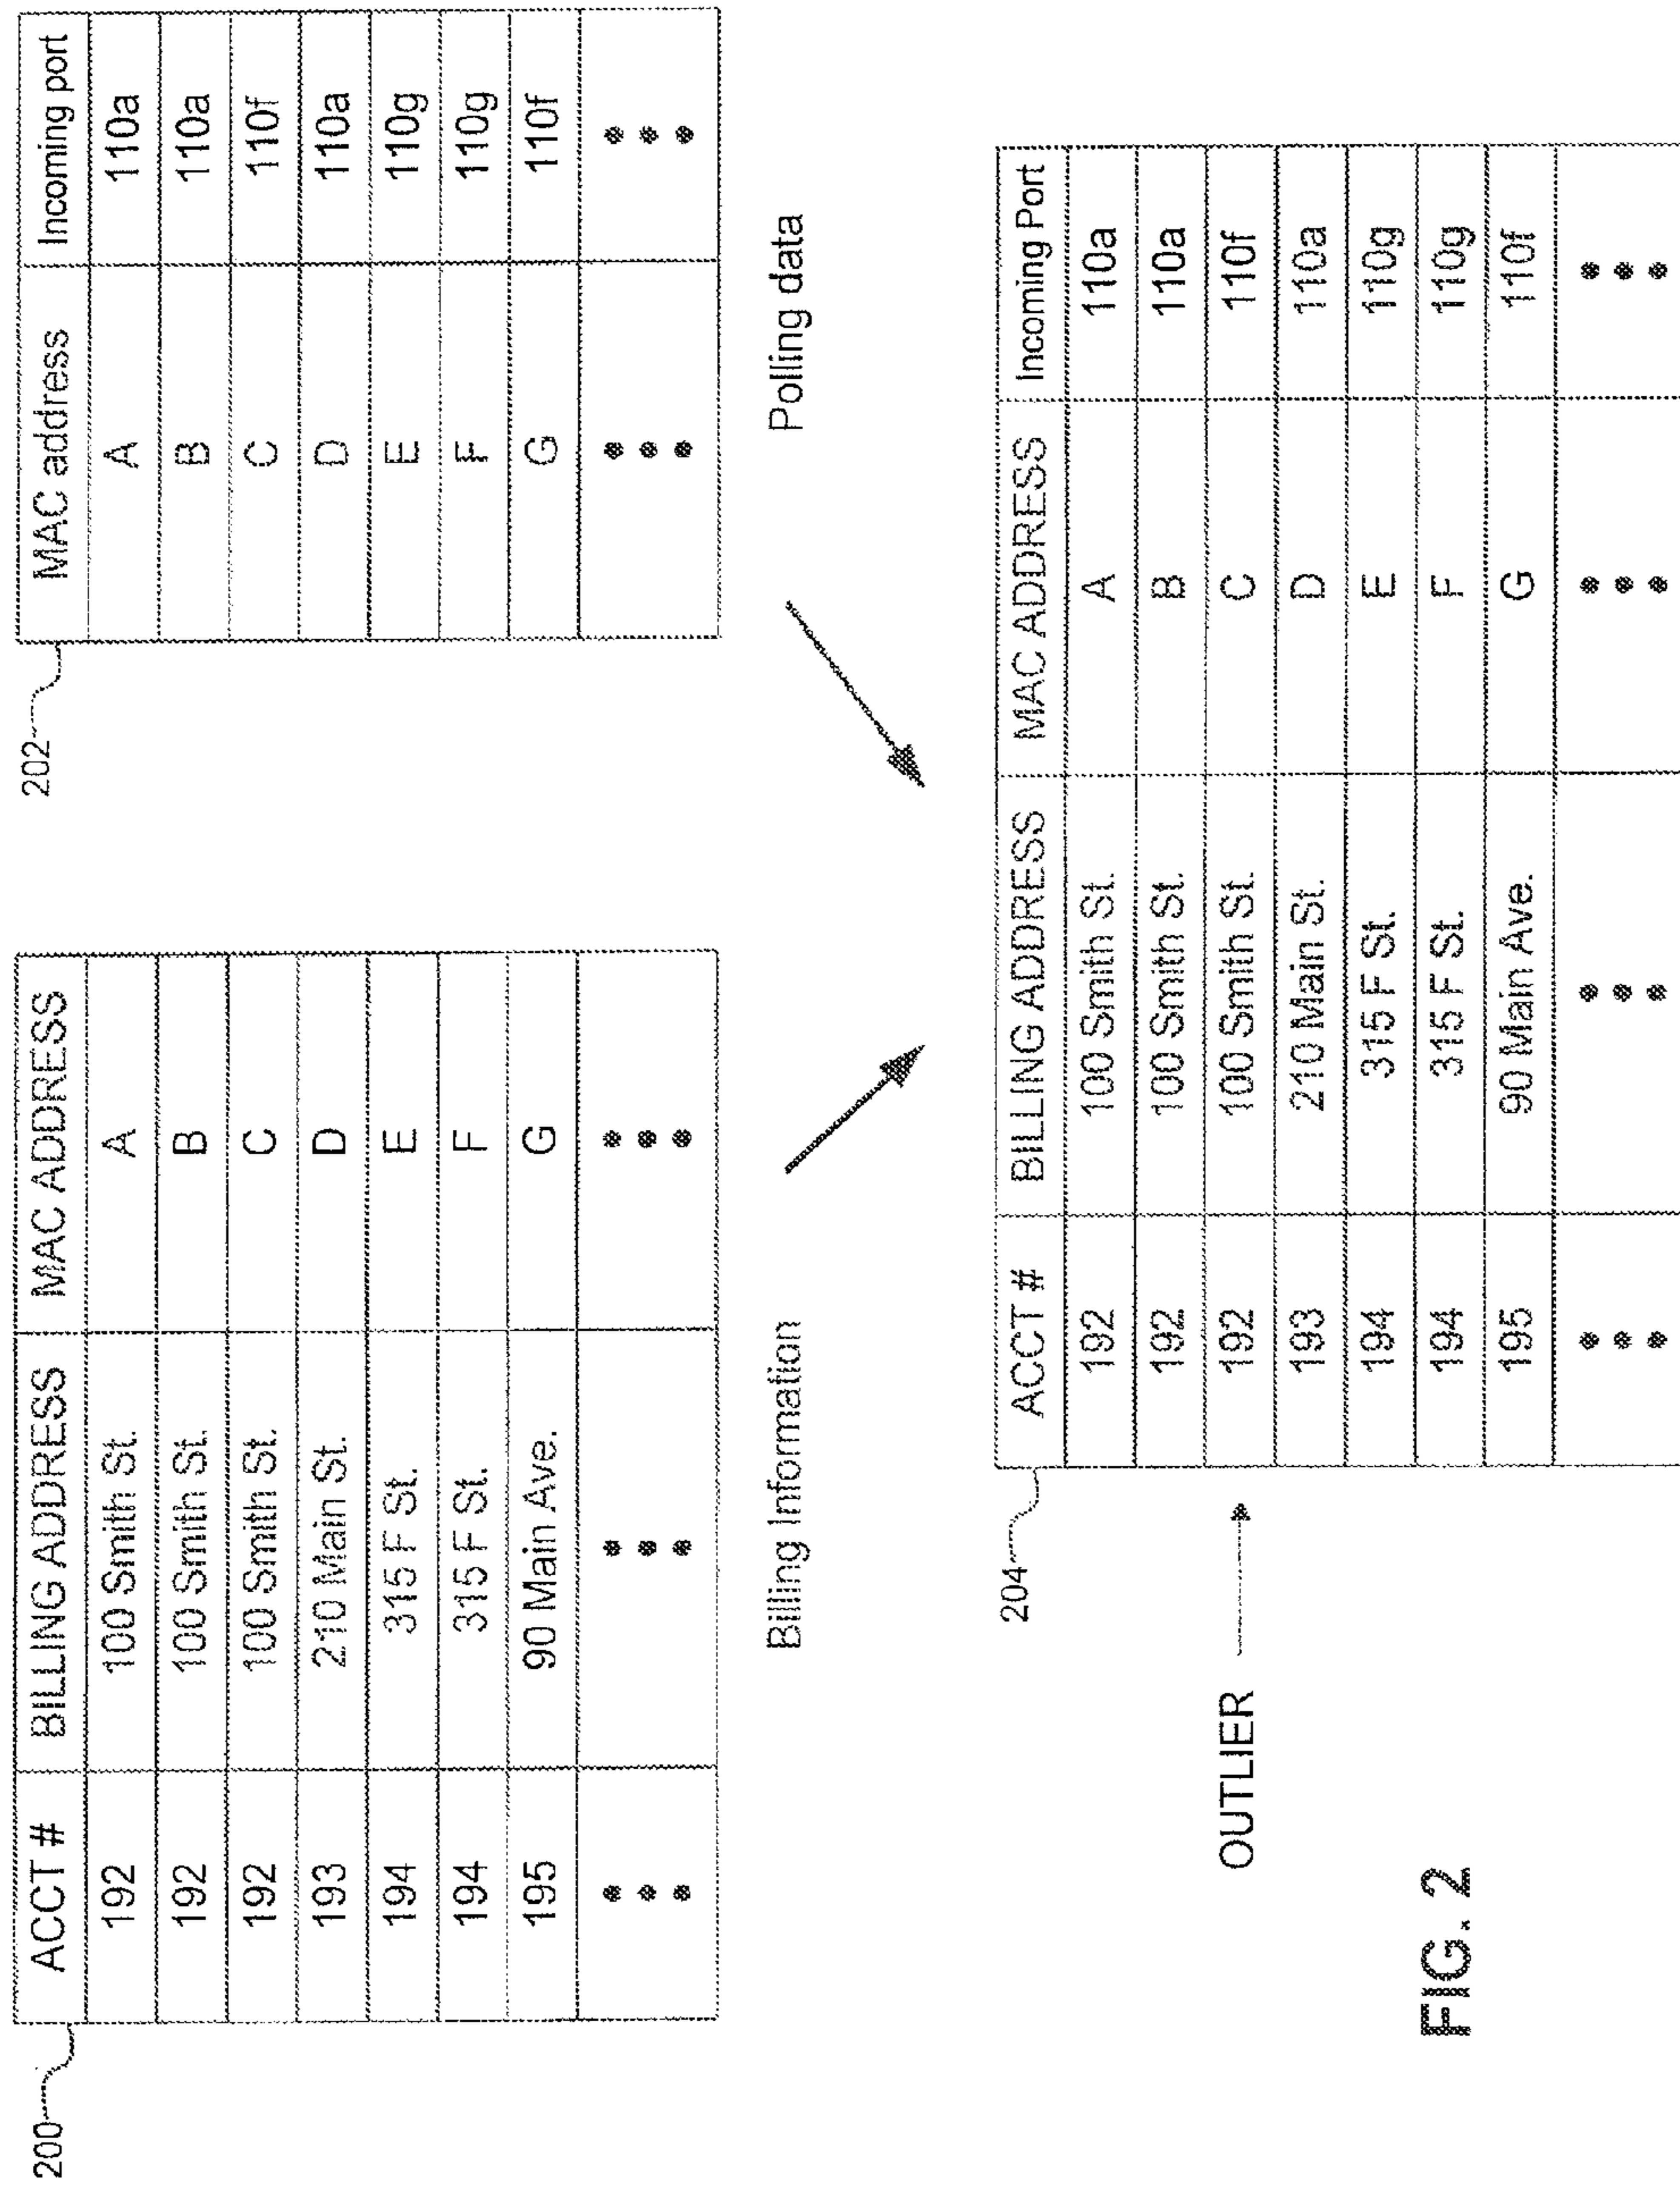 200
ACCT # BILLING ADDRESS MAC ADDRESS
192 100 Smith St. A
192 100 Smith St. B
192 100 Smith St. C
193 210 Main St. D
194 315 F St. E
194 315 F St. F
195 90 Main Ave. G
Billing Information
202
MAC address Incoming port
A 110a
B 110a
C 110f
D 110a
E 110g
F 110g
G 110f
Polling data
204
ACCT # BILLING ADDRESS MAC ADDRESS Incoming Port
192 100 Smith St. A 110a
192 100 Smith St. B 110a
OUTLIER 192 100 Smith St. C 110f
193 210 Main St. D 110a
194 315 F St. E 110g
194 315 F St. F 110g
195 90 Main Ave. G 110f
FIG. 2